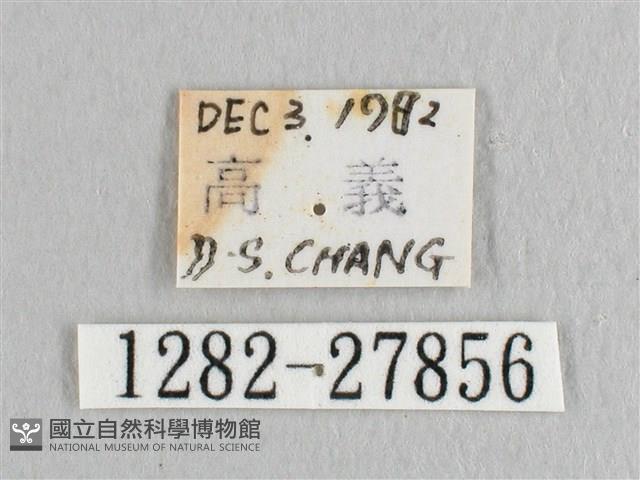 DEC 3. 1982
高 義
B.S. CHANG
1282-27856
國立自然科學博物館
NATIONAL MUSEUM OF NATURAL SCIENCE